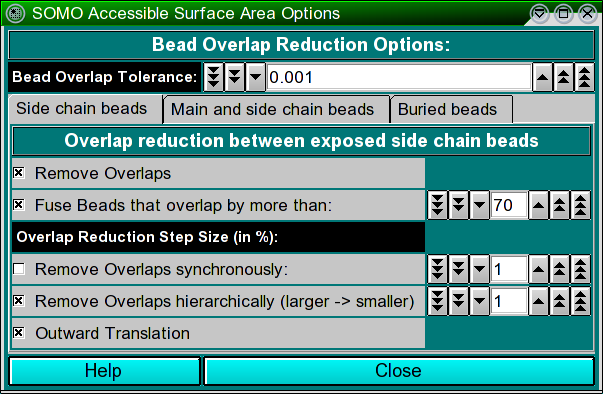 SOMO Accessible Surface Area Options
Bead Overlap Reduction Options:
Bead Overlap Tolerance: 0.001
Side chain beads Main and side chain beads Buried beads
Overlap reduction between exposed side chain beads
Remove Overlaps
Fuse Beads that overlap by more than: 70
Overlap Reduction Step Size (in %):
Remove Overlaps synchronously: 1
Remove Overlaps hierarchically (larger -> smaller) 1
Outward Translation
Help Close